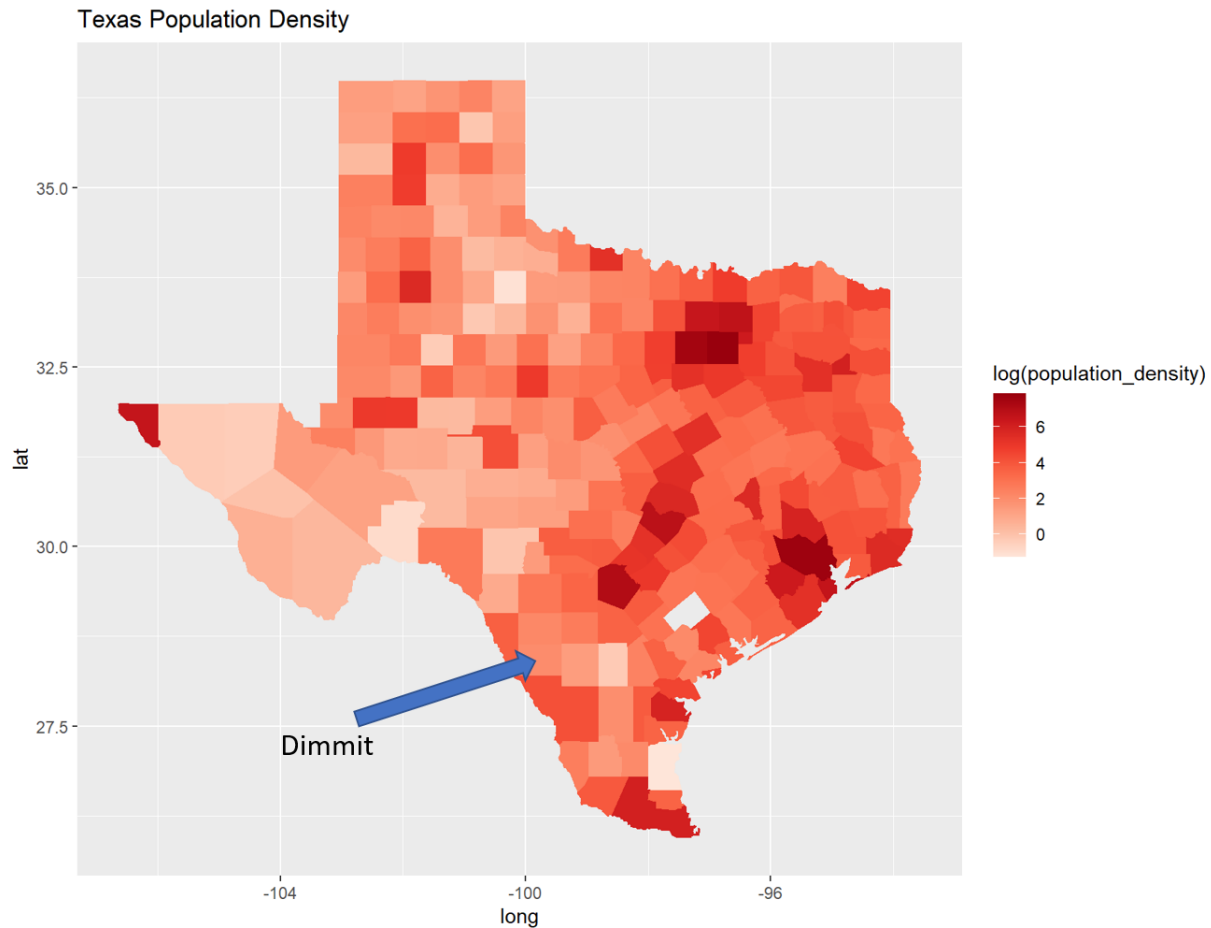 Texas Population Density
35.0
32.5
30.0
27.5
lat
-104
-100
-96
long
log(population_density)
6
4
2
0
Dimmit